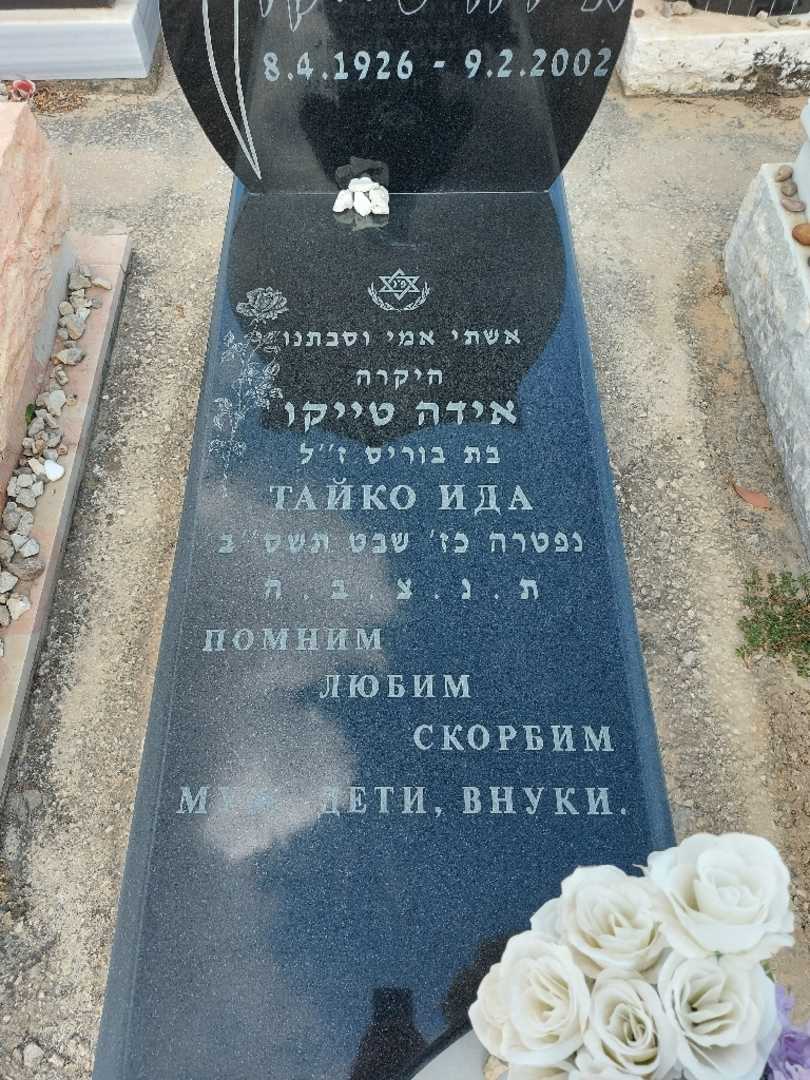 8.4.1926 - 9.2.2002
פ״נ
אשתי אמי וסבתנו
היקרה
אידה טייקו
בת בוריס ז״ל
ТАЙКО ИДА
נפטרה כז׳ שבט תשס״ב
ת . נ . צ . ב . ה
ПОМНИМ
ЛЮБИМ
СКОРБИМ
ДЕТИ, ВНУКИ.